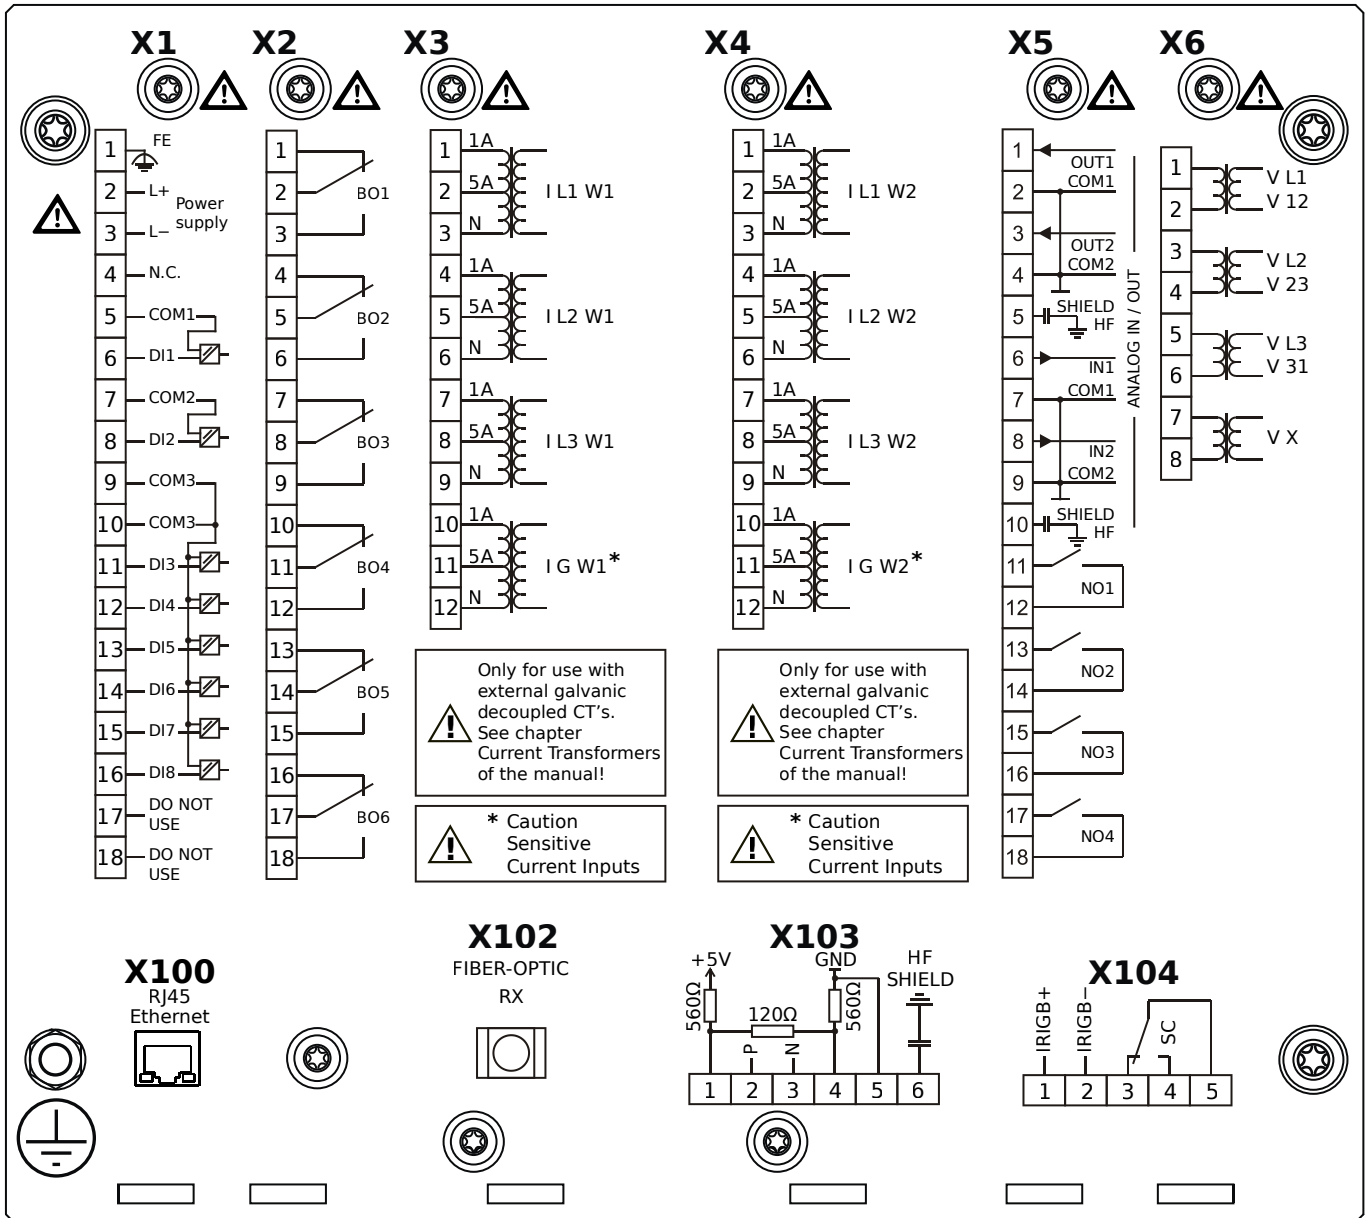 X1
X2
X3
X4
X5
X6
1 FE
2 L+
Power
supply
3 L−
4 N.C.
5 COM1
6 DI1
7 COM2
8 DI2
9 COM3
10 COM3
11 DI3
12 DI4
13 DI5
14 DI6
15 DI7
16 DI8
17 DO NOT
USE
18 DO NOT
USE
1
2 BO1
3
4
5 BO2
6
7
8 BO3
9
10
11 BO4
12
13
14 BO5
15
16
17 BO6
18
1 1A
2 5A I L1 W1
3 N
4 1A
5 5A I L2 W1
6 N
7 1A
8 5A I L3 W1
9 N
10 1A
11 5A I G W1*
12 N
Only for use with
external galvanic
decoupled CT's.
See chapter
Current Transformers
of the manual!
* Caution
Sensitive
Current Inputs
1 1A
2 5A I L1 W2
3 N
4 1A
5 5A I L2 W2
6 N
7 1A
8 5A I L3 W2
9 N
10 1A
11 5A I G W2*
12 N
Only for use with
external galvanic
decoupled CT's.
See chapter
Current Transformers
of the manual!
* Caution
Sensitive
Current Inputs
1
OUT1
2 COM1
3
OUT2
4 COM2
5 SHIELD
HF
6
IN1
7 COM1
8
IN2
9 COM2
10 SHIELD
HF
ANALOG IN / OUT
11
NO1
12
13
NO2
14
15
NO3
16
17
NO4
18
1 V L1
2 V 12
3 V L2
4 V 23
5 V L3
6 V 31
7
V X
8
X100
RJ45
Ethernet
X102
FIBER-OPTIC
RX
X103
+5V
GND
HF
SHIELD
560Ω
120Ω
560Ω
P
N
1 2 3 4 5 6
X104
IRIGB+
IRIGB−
SC
1 2 3 4 5